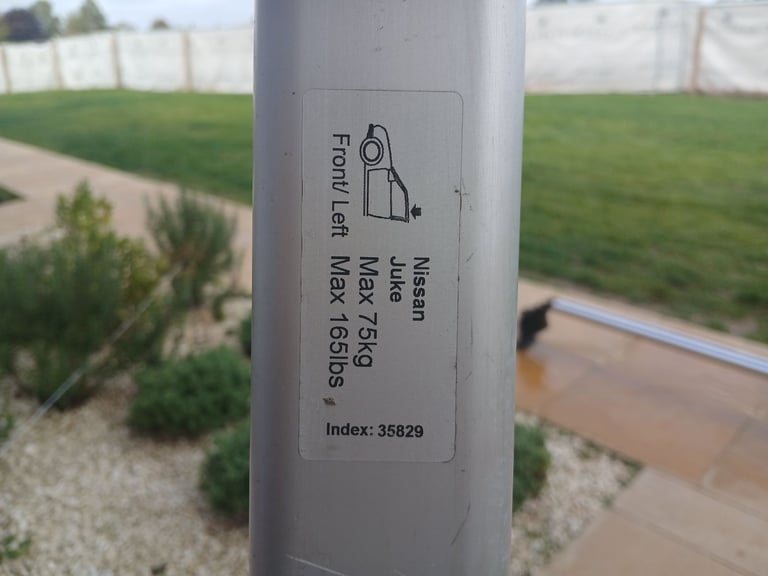 Nissan
Juke
Max 75kg
Front/ Left Max 165lbs
Index: 35829